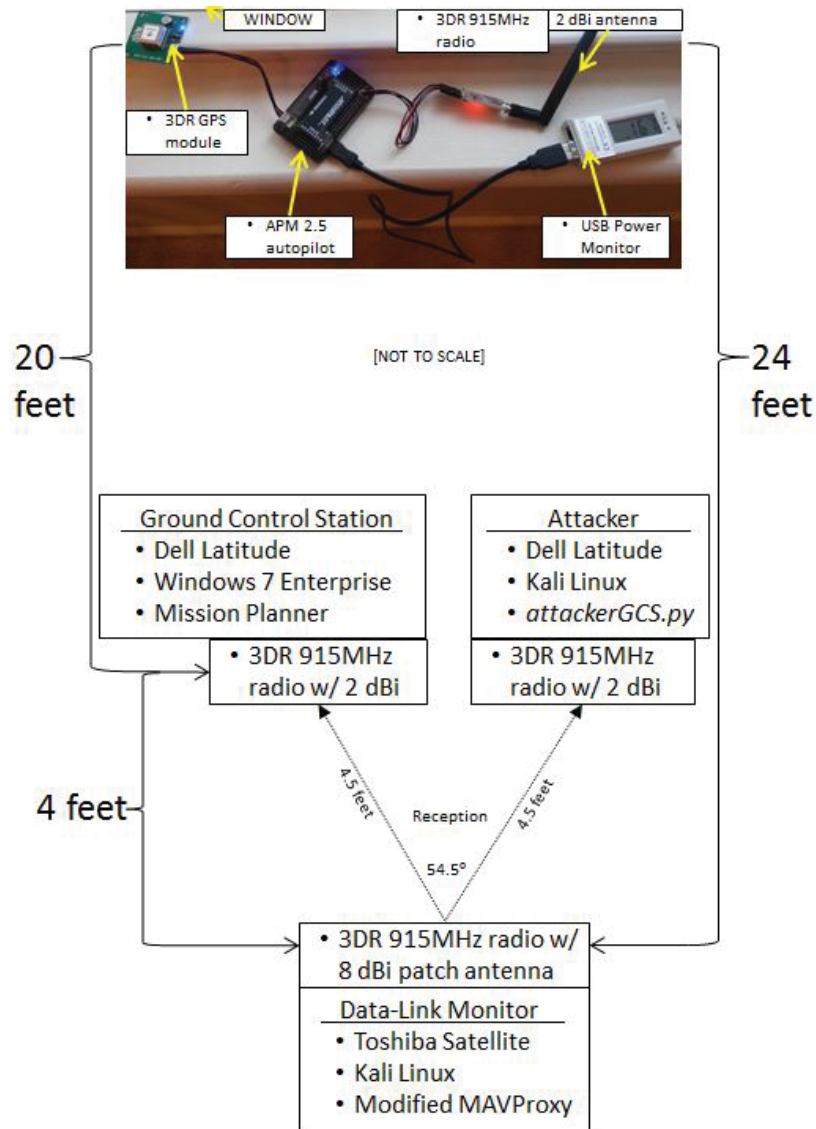 WINDOW
• 3DR 915MHz
radio
2 dBi antenna
• 3DR GPS
module
• APM 2.5
autopilot
• USB Power
Monitor
20
feet
[NOT TO SCALE]
24
feet
Ground Control Station
• Dell Latitude
• Windows 7 Enterprise
• Mission Planner
• 3DR 915MHz
radio w/ 2 dBi
Attacker
• Dell Latitude
• Kali Linux
• attackerGCS.py
• 3DR 915MHz
radio w/ 2 dBi
4 feet
4.5 feet
4.5 feet
Reception
54.5°
• 3DR 915MHz radio w/
8 dBi patch antenna
Data-Link Monitor
• Toshiba Satellite
• Kali Linux
• Modified MAVProxy